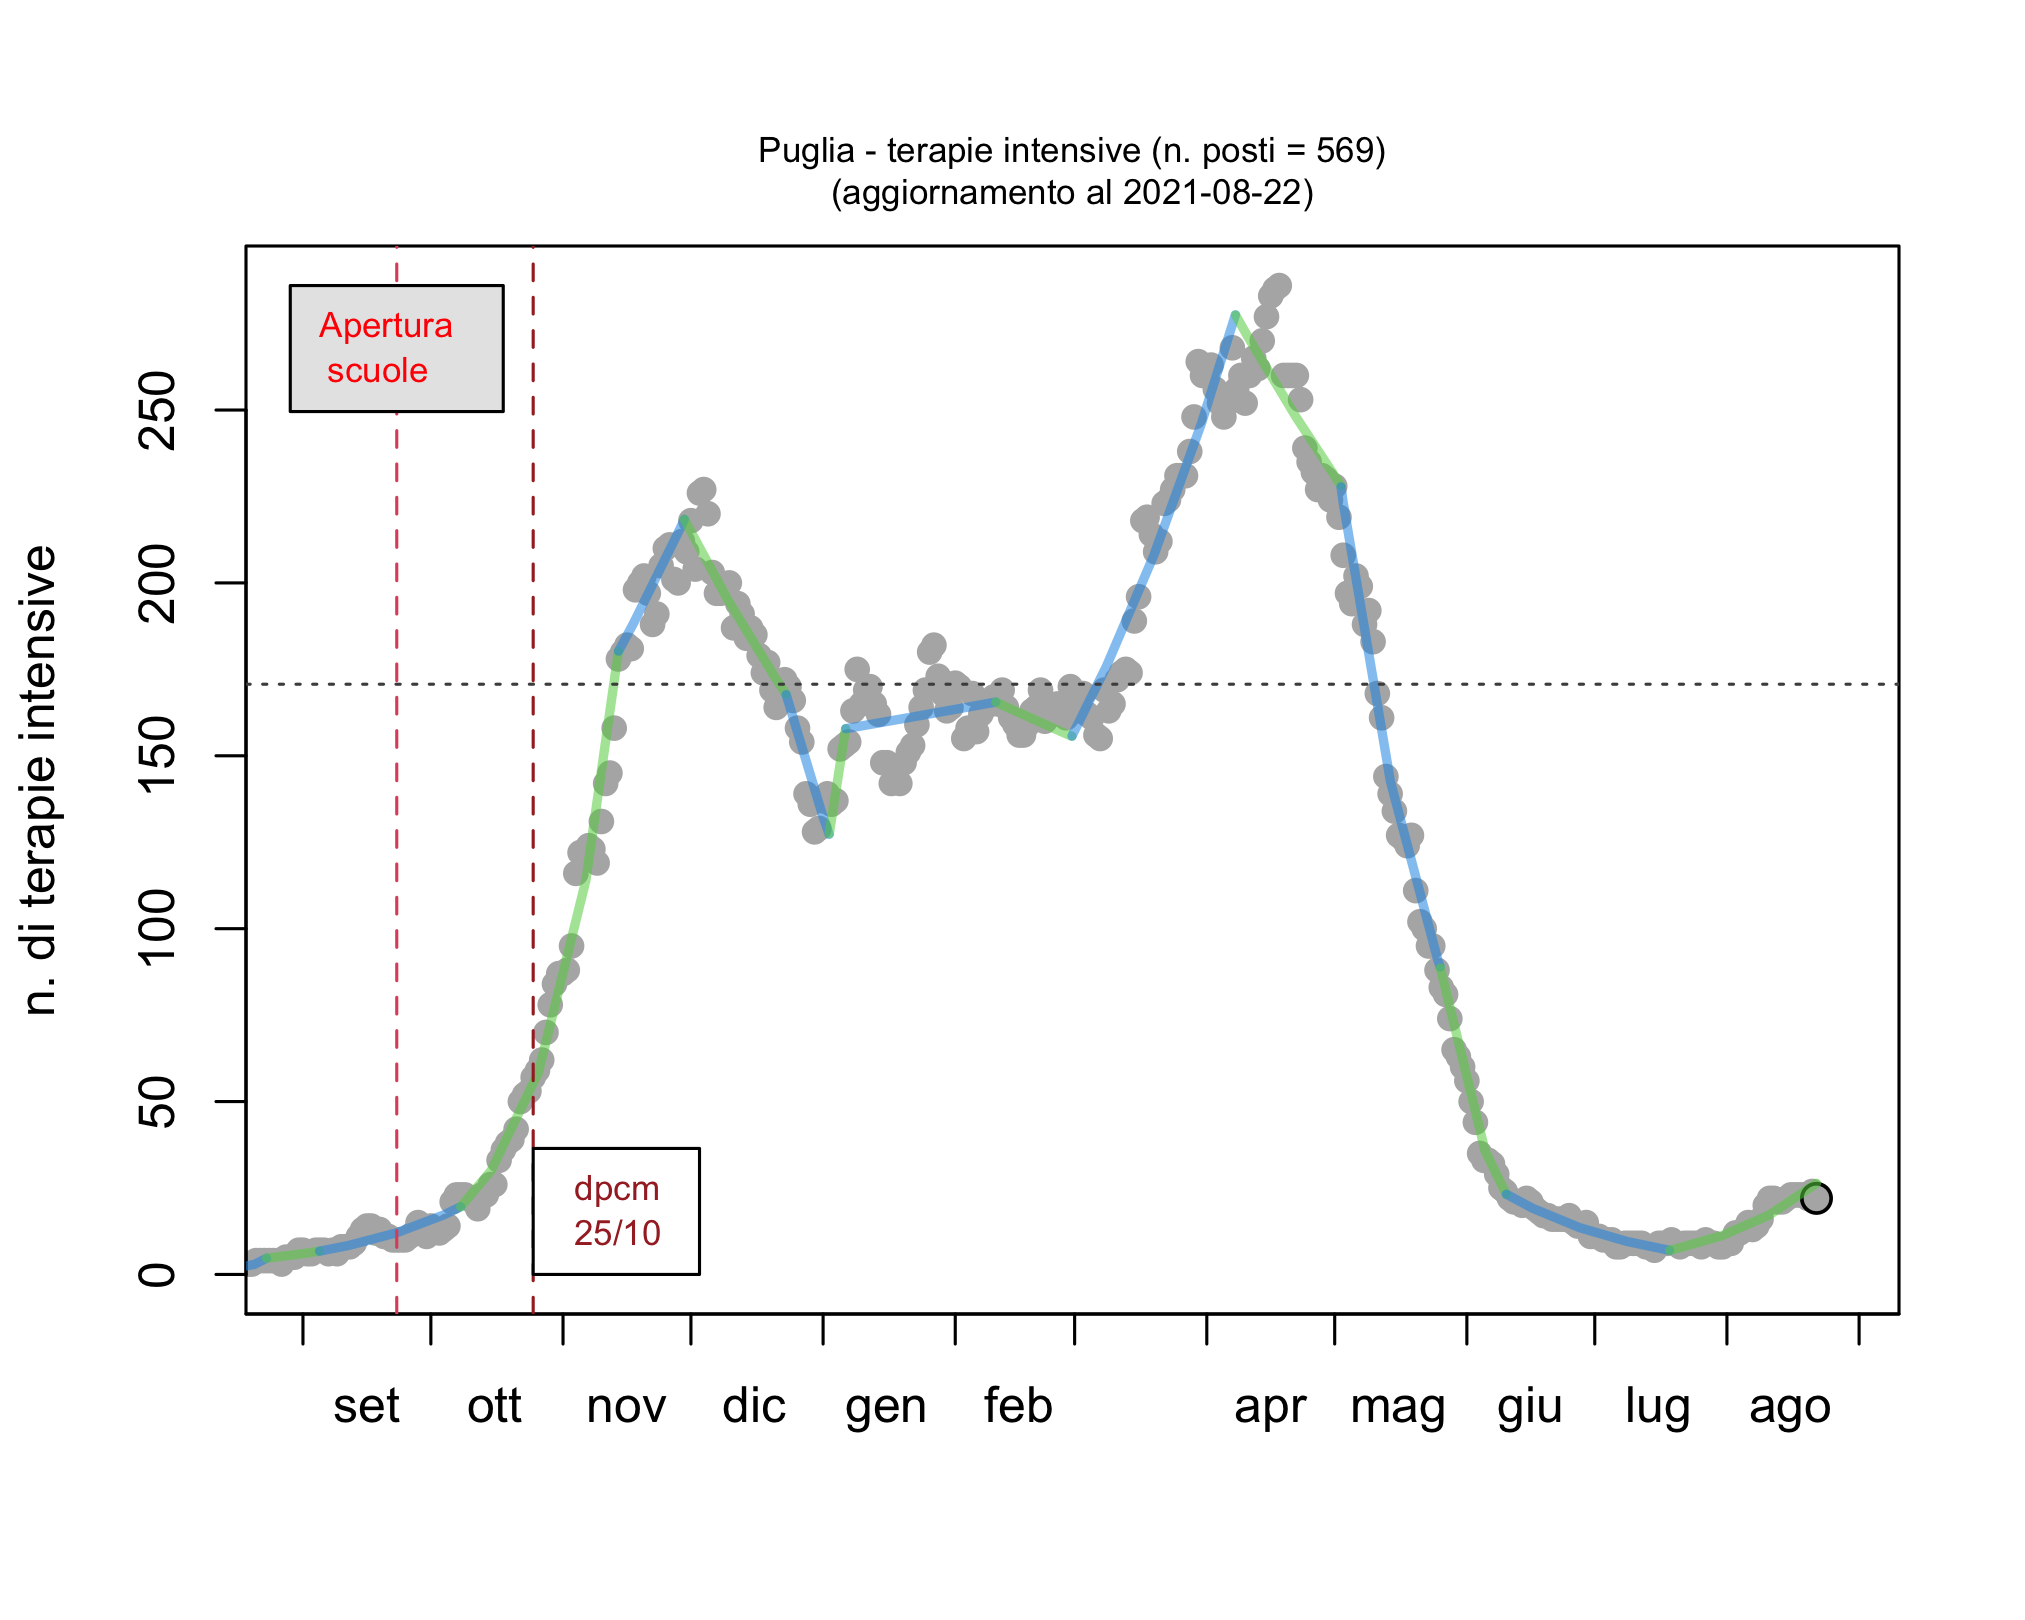 Puglia - terapie intensive (n. posti = 569)
(aggiornamento al 2021-08-22)
Apertura
scuole
dpcm
25/10
n. di terapie intensive
250
200
150
100
50
0
set ott nov dic gen feb apr mag giu lug ago